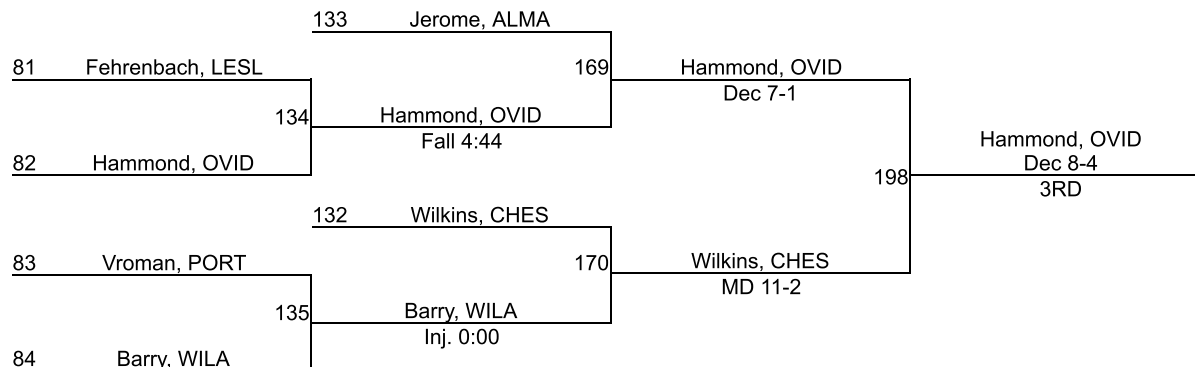 133 Jerome, ALMA
81 Fehrenbach, LESL
169 Hammond, OVID
Dec 7-1
134 Hammond, OVID
Fall 4:44
82 Hammond, OVID
Hammond, OVID
198 Dec 8-4
3RD
132 Wilkins, CHES
83 Vroman, PORT
170 Wilkins, CHES
MD 11-2
135 Barry, WILA
Inj. 0:00
84 Barry, WILA